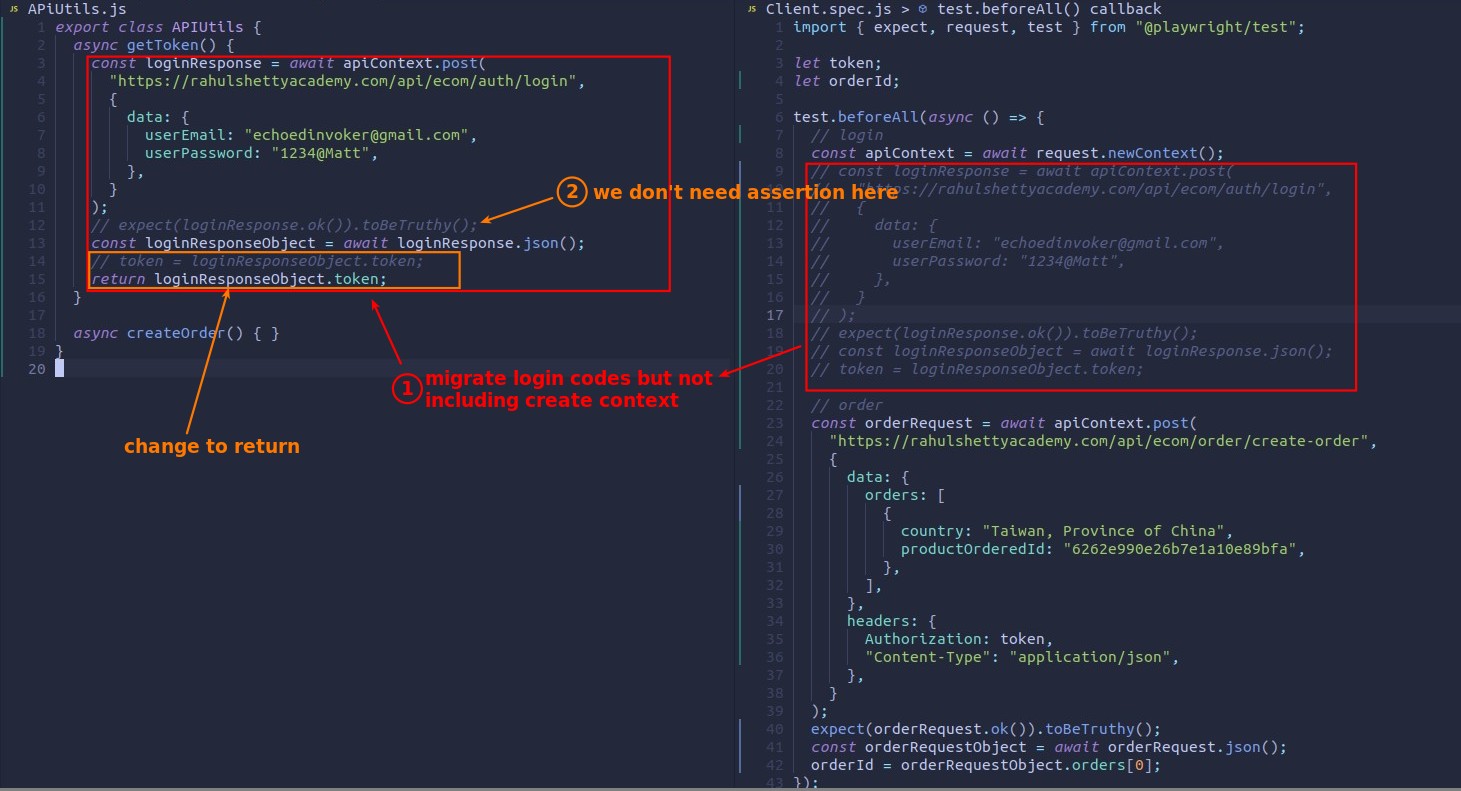 JS APiUtils.js
1 export class APIUtils {
2 async getToken() {
3 const loginResponse = await apiContext.post(
4 "https://rahulshettyacademy.com/api/ecom/auth/login",
5 {
6 data: {
7 userEmail: "echoedinvoker@gmail.com",
8 userPassword: "1234@Matt",
9 },
10 }
11 );
12 // expect(loginResponse.ok()).toBeTruthy();
13 const loginResponseObject = await loginResponse.json();
14 // token = loginResponseObject.token;
15 return loginResponseObject.token;
16 }
17
18 async createOrder() { }
19 }
20
② we don't need assertion here
① migrate login codes but not
including create context
change to return
JS Client.spec.js > test.beforeAll() callback
1 import { expect, request, test } from "@playwright/test";
2
3 let token;
4 let orderId;
5
6 test.beforeAll(async () => {
7 // login
8 const apiContext = await request.newContext();
9 // const loginResponse = await apiContext.post(
10 // "https://rahulshettyacademy.com/api/ecom/auth/login",
11 // {
12 // data: {
13 // userEmail: "echoedinvoker@gmail.com",
14 // userPassword: "1234@Matt",
15 // },
16 // }
17 // );
18 // expect(loginResponse.ok()).toBeTruthy();
19 // const loginResponseObject = await loginResponse.json();
20 // token = loginResponseObject.token;
21
22 // order
23 const orderRequest = await apiContext.post(
24 "https://rahulshettyacademy.com/api/ecom/order/create-order",
25 {
26 data: {
27 orders: [
28 {
29 country: "Taiwan, Province of China",
30 productOrderedId: "6262e990e26b7e1a10e89bfa",
31 },
32 ],
33 },
34 headers: {
35 Authorization: token,
36 "Content-Type": "application/json",
37 },
38 }
39 );
40 expect(orderRequest.ok()).toBeTruthy();
41 const orderRequestObject = await orderRequest.json();
42 orderId = orderRequestObject.orders[0];
43 });